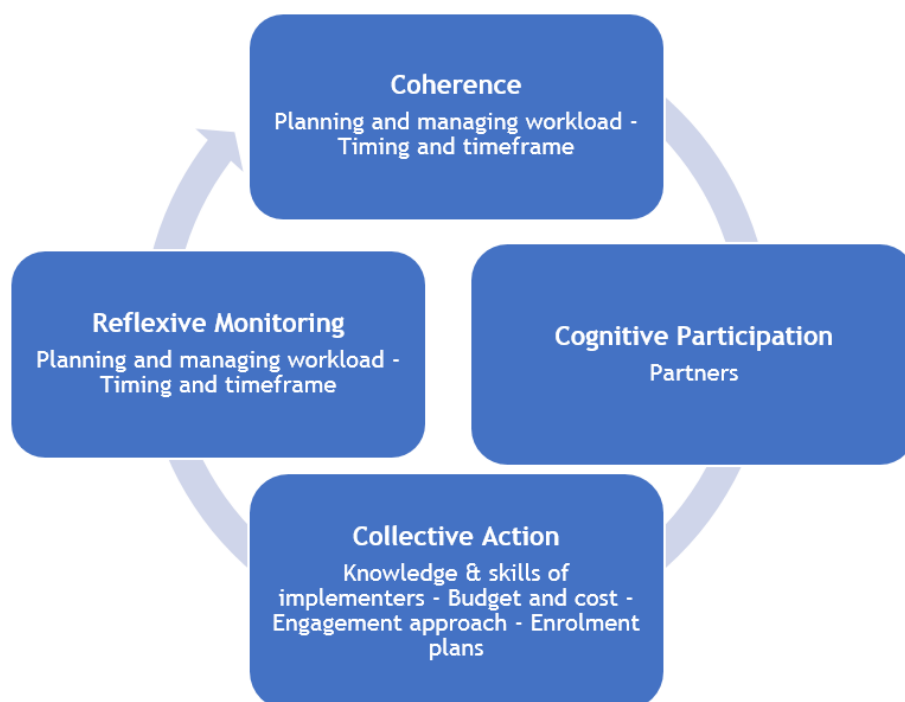 Coherence
Planning and managing workload -
Timing and timeframe
Cognitive Participation
Partners
Collective Action
Knowledge & skills of
implementers - Budget and cost -
Engagement approach - Enrolment
plans
Reflexive Monitoring
Planning and managing workload -
Timing and timeframe